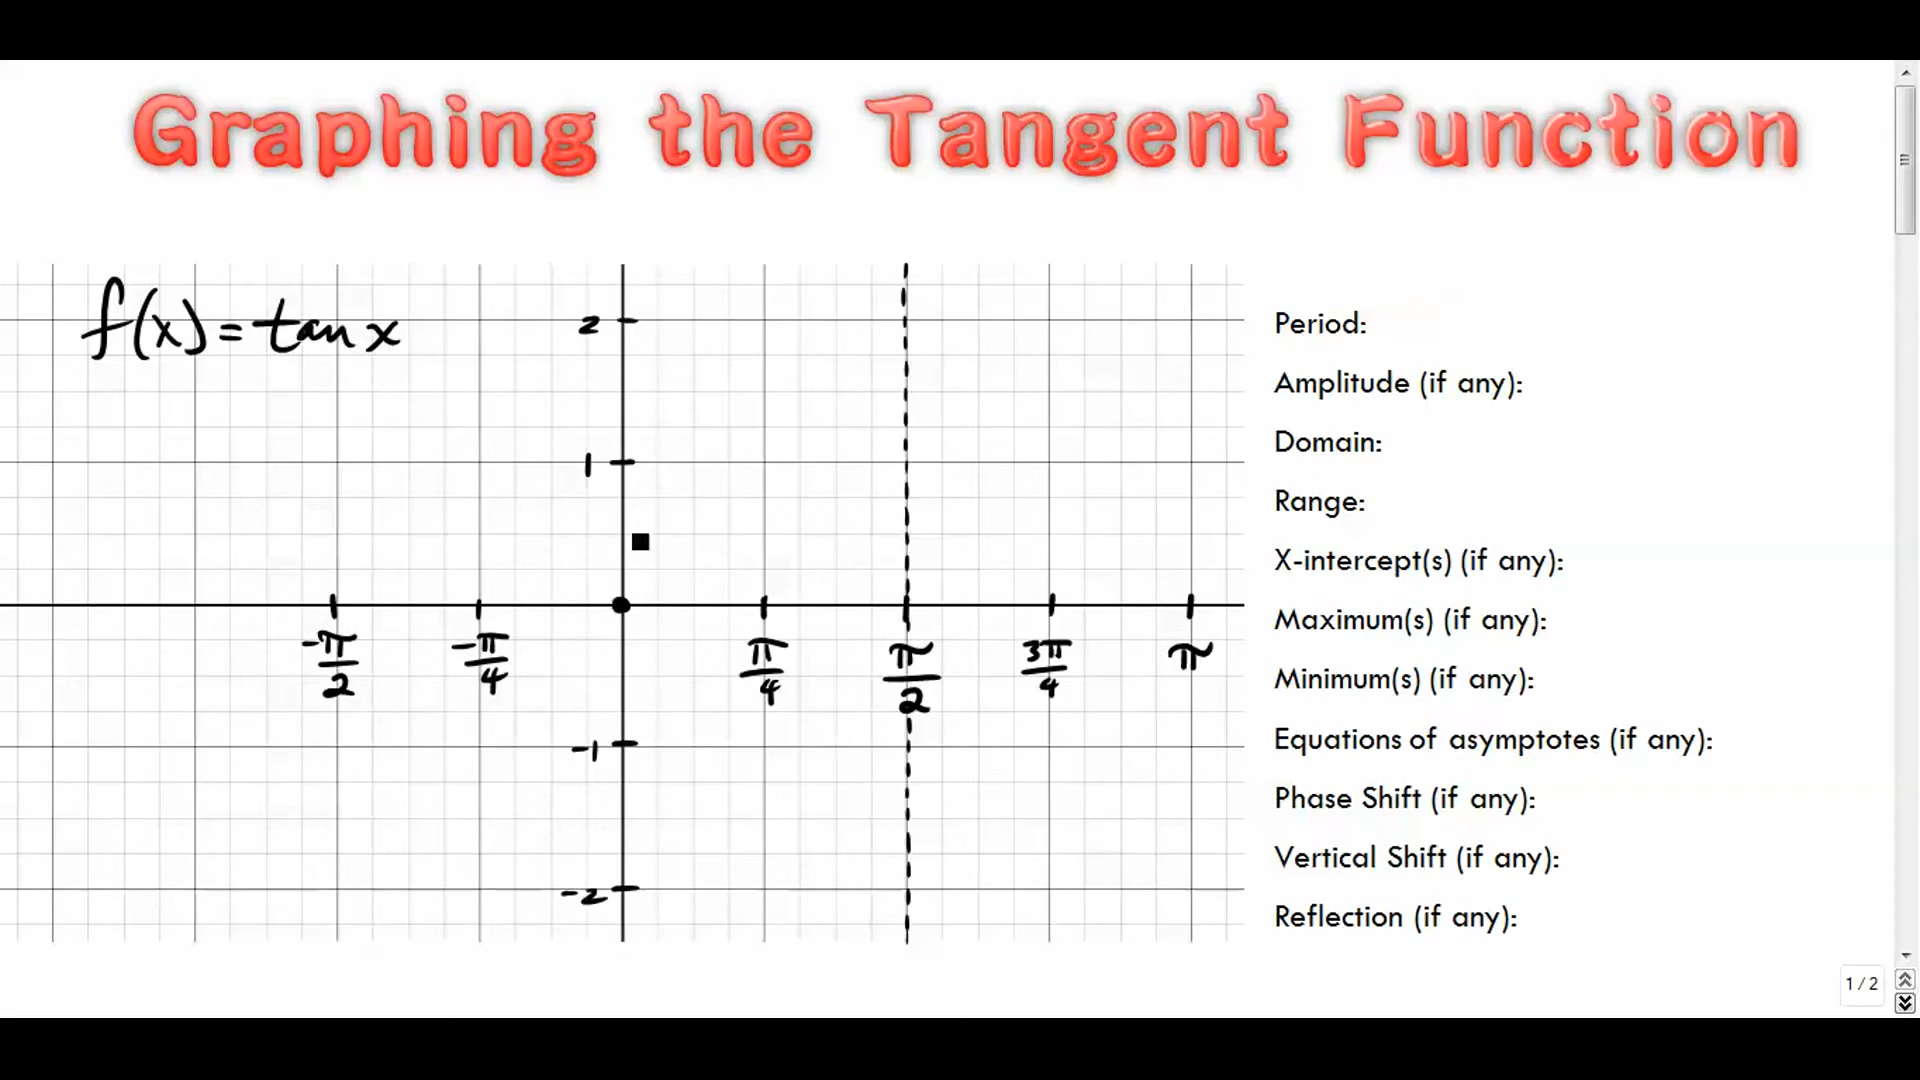 Graphing the Tangent Function
f(x) = tan x
2
1
-π/2
-π/4
π/4
π/2
3π/4
π
-1
-2
Period:
Amplitude (if any):
Domain:
Range:
X-intercept(s) (if any):
Maximum(s) (if any):
Minimum(s) (if any):
Equations of asymptotes (if any):
Phase Shift (if any):
Vertical Shift (if any):
Reflection (if any):
1 / 2